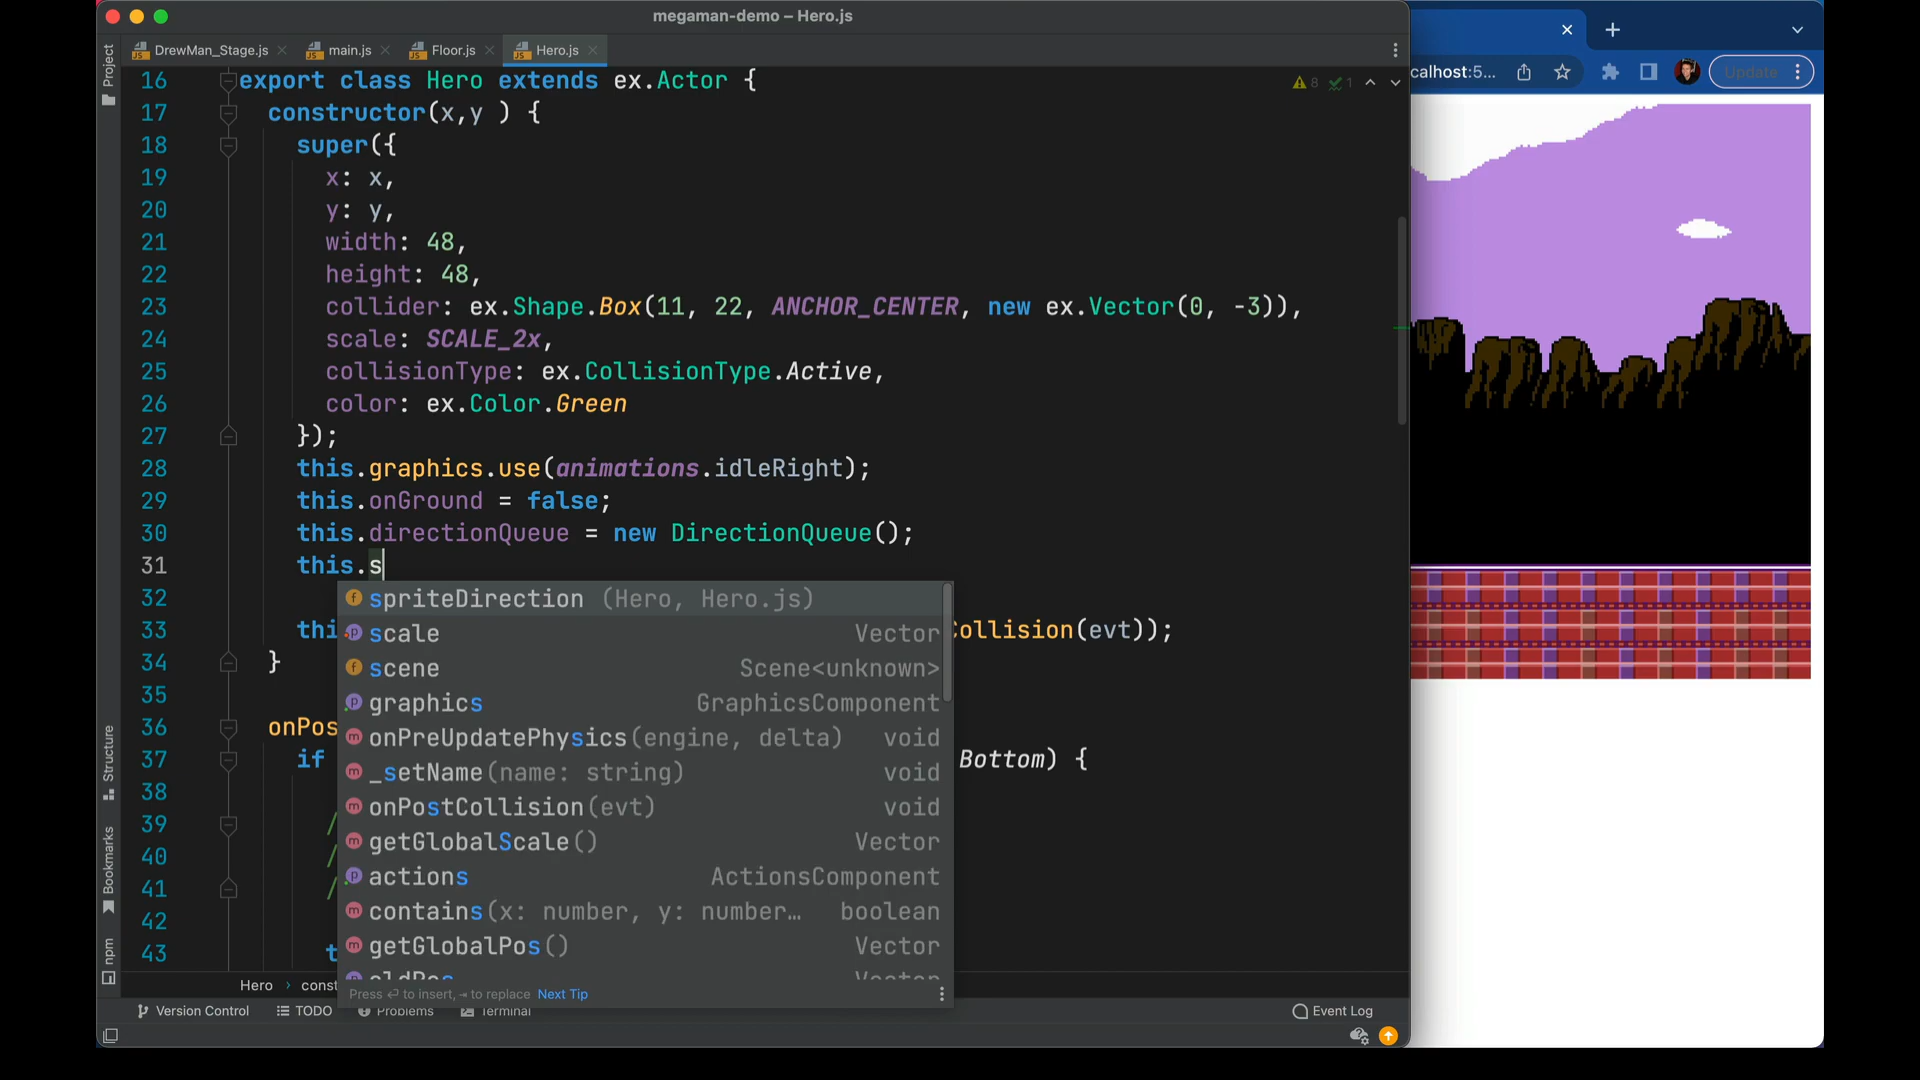 megaman-demo – Hero.js
DrewMan_Stage.js
main.js
Floor.js
Hero.js
calhost:5...
Update
Project
8
1
16 export class Hero extends ex.Actor {
17 constructor(x,y ) {
18 super({
19 x: x,
20 y: y,
21 width: 48,
22 height: 48,
23 collider: ex.Shape.Box(11, 22, ANCHOR_CENTER, new ex.Vector(0, -3)),
24 scale: SCALE_2x,
25 collisionType: ex.CollisionType.Active,
26 color: ex.Color.Green
27 });
28 this.graphics.use(animations.idleRight);
29 this.onGround = false;
30 this.directionQueue = new DirectionQueue();
31 this.s
32
33 thi ollision(evt));
34 }
35
36 onPos
37 if Bottom) {
38
39 /
40 /
41 /
42
43 t
spriteDirection (Hero, Hero.js)
scale Vector
scene Scene<unknown>
graphics GraphicsComponent
onPreUpdatePhysics(engine, delta) void
_setName(name: string) void
onPostCollision(evt) void
getGlobalScale() Vector
actions ActionsComponent
contains(x: number, y: number... boolean
getGlobalPos() Vector
oldPos Vector
Press ↵ to insert, ⇥ to replace Next Tip
Structure
Bookmarks
npm
Hero › const
Version Control
TODO
Problems
Terminal
Event Log